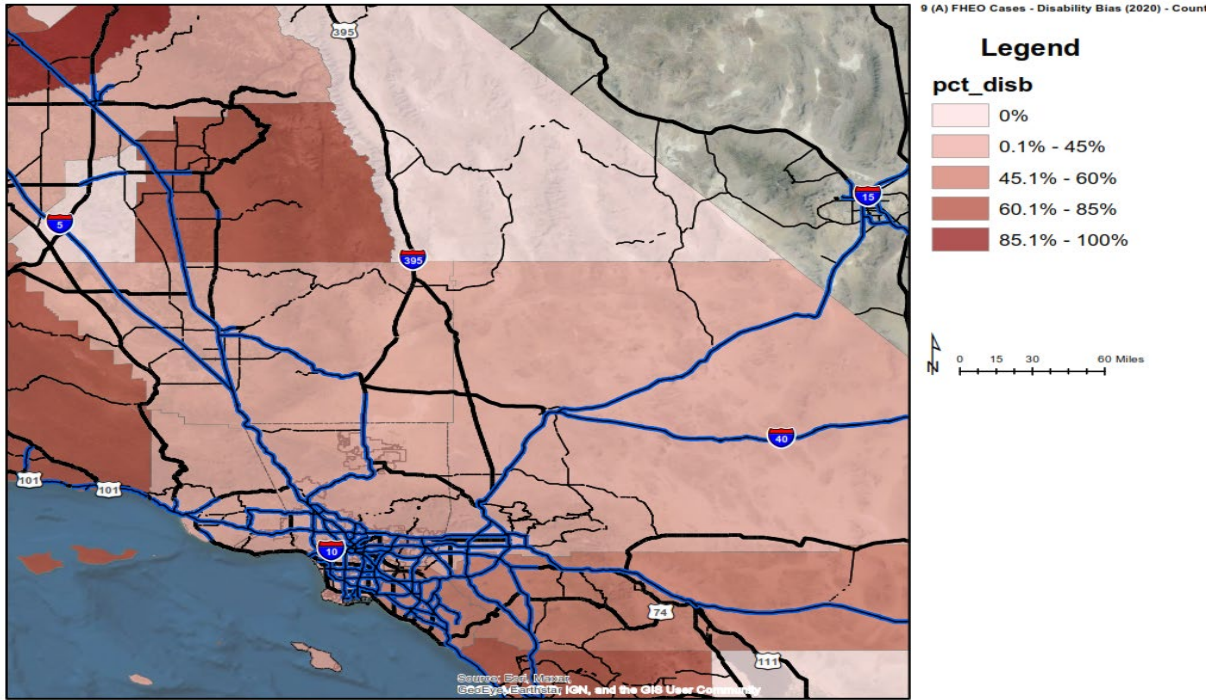 9 (A) FHEO Cases - Disability Bias (2020) - Count
Legend
pct_disb
0%
0.1% - 45%
45.1% - 60%
60.1% - 85%
85.1% - 100%
N
0 15 30 60 Miles
395
15
5
395
40
101
101
10
74
111
Source: Esri, Maxar,
GeoEye, Earthstar IGN, and the GIS User Community